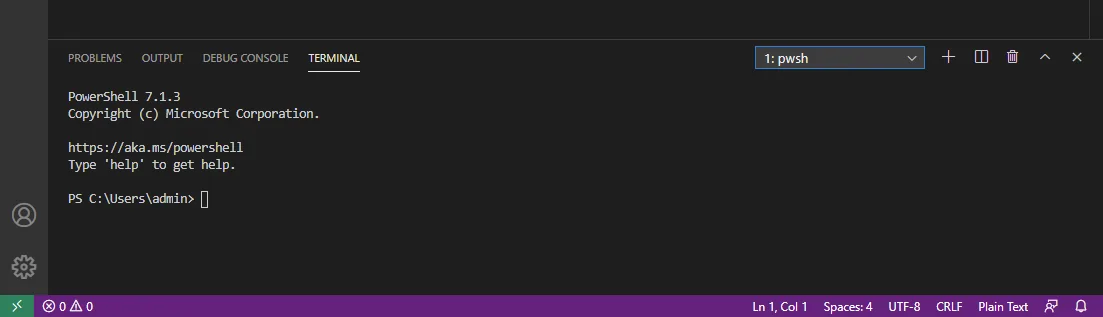 PROBLEMS OUTPUT DEBUG CONSOLE TERMINAL 1: pwsh
PowerShell 7.1.3
Copyright (c) Microsoft Corporation.
https://aka.ms/powershell
Type 'help' to get help.
PS C:\Users\admin>
0 0 Ln 1, Col 1 Spaces: 4 UTF-8 CRLF Plain Text